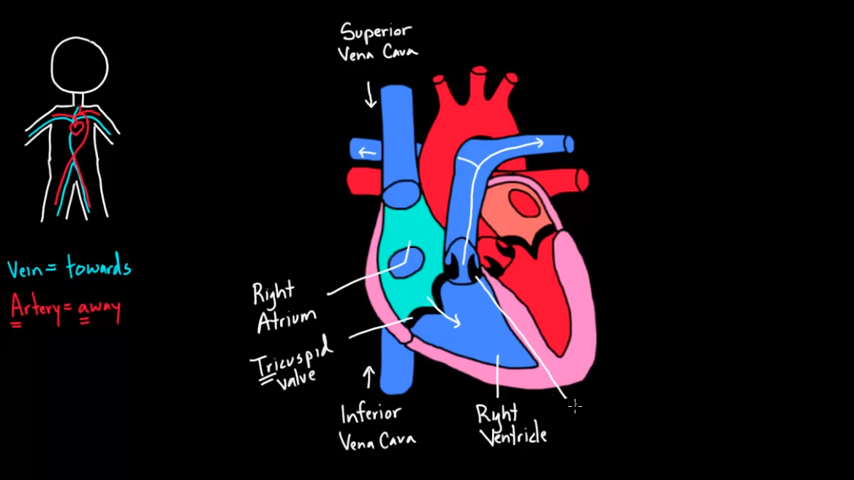 Superior
Vena Cava
Vein = towards
Artery = away
Right
Atrium
Tricuspid
valve
Inferior
Vena Cava
Right
Ventricle